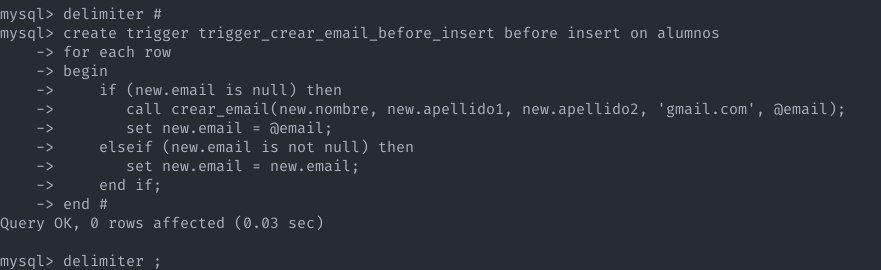 mysql> delimiter #
mysql> create trigger trigger_crear_email_before_insert before insert on alumnos
    -> for each row
    -> begin
    ->     if (new.email is null) then
    ->        call crear_email(new.nombre, new.apellido1, new.apellido2, 'gmail.com', @email);
    ->        set new.email = @email;
    ->     elseif (new.email is not null) then
    ->        set new.email = new.email;
    ->     end if;
    -> end #
Query OK, 0 rows affected (0.03 sec)

mysql> delimiter ;